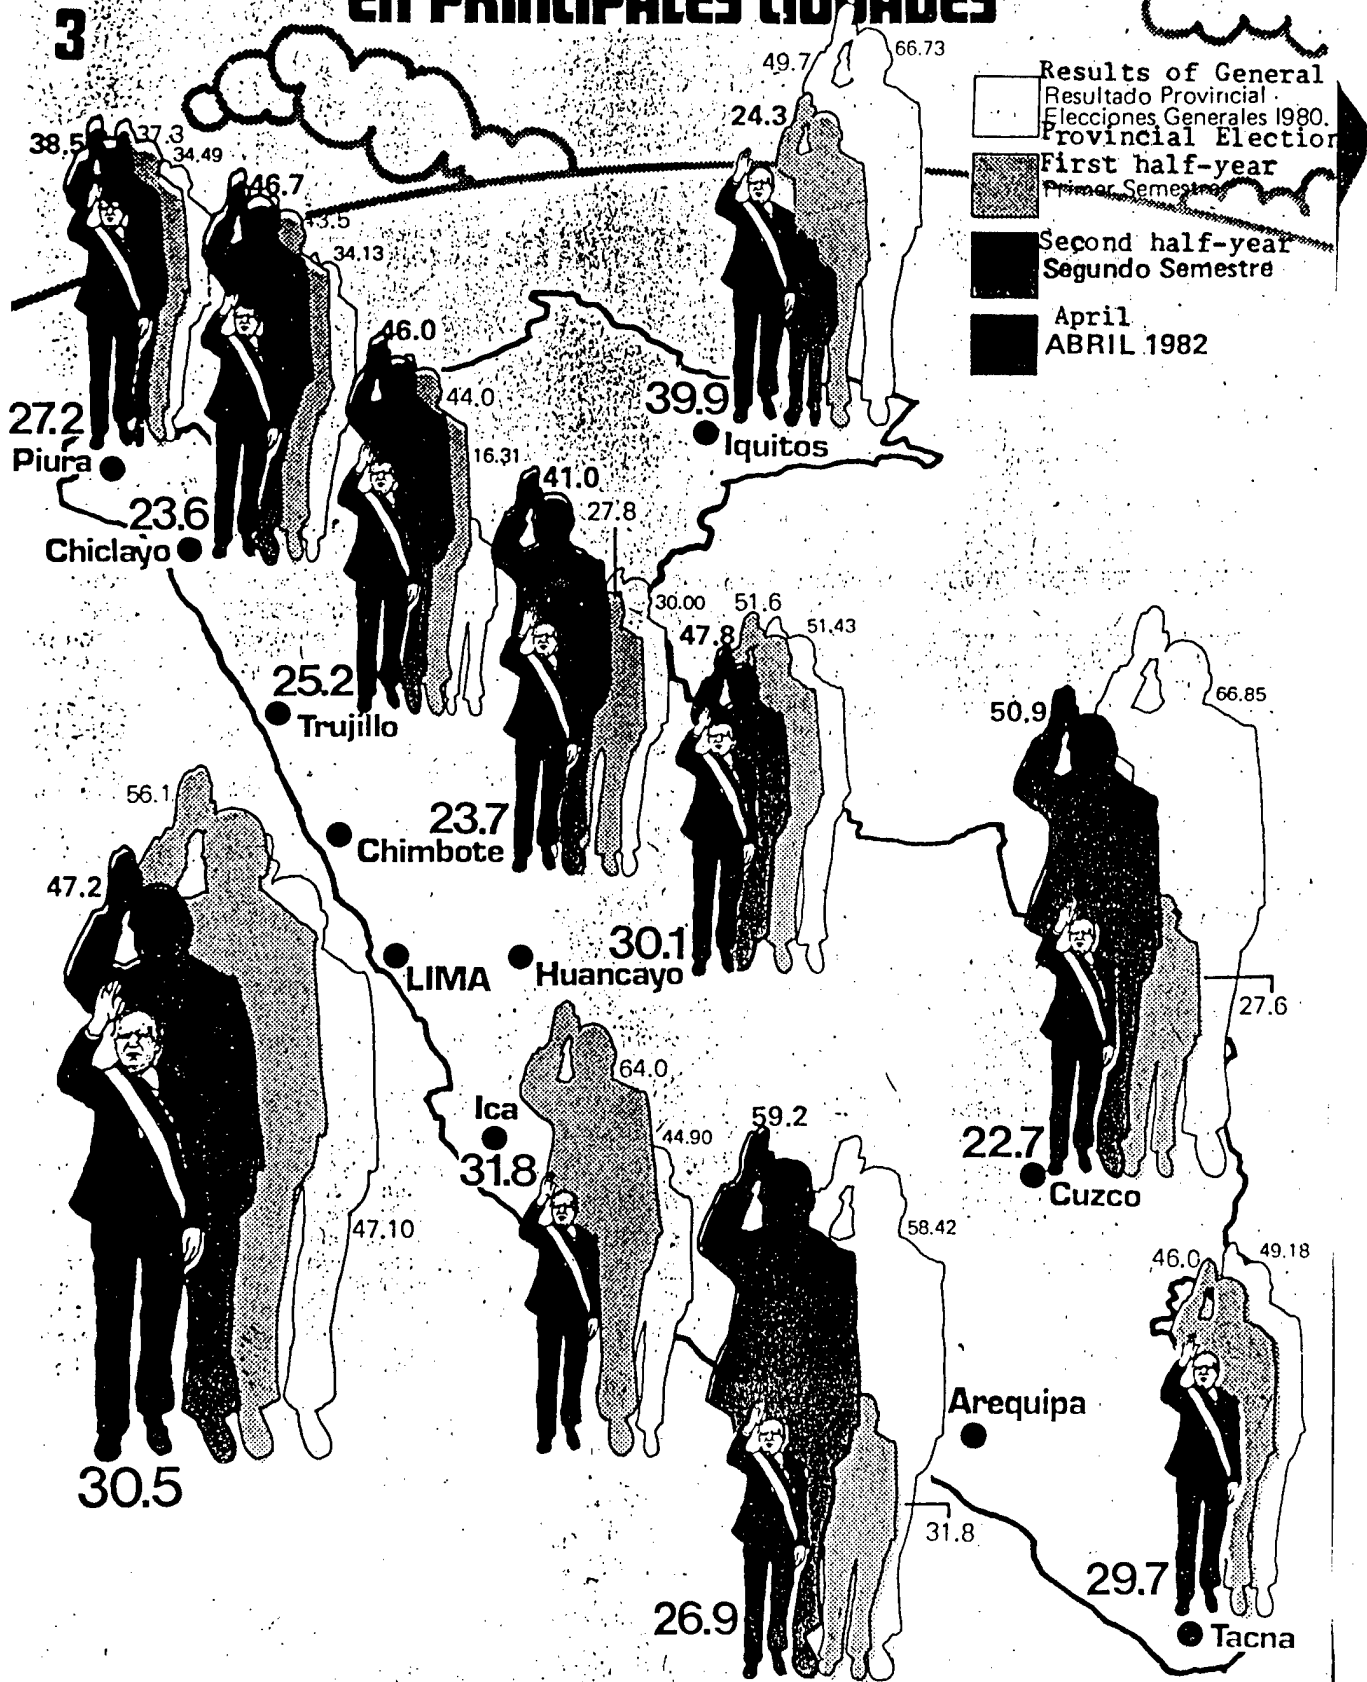 3
EN PRINCIPALES CIUDADES
Results of General
Resultado Provincial
Elecciones Generales 1980.
Provincial Election
First half-year
Primer Semestre
Second half-year
Segundo Semestre
April
ABRIL 1982
49.7
66.73
24.3
39.9
Iquitos
38.5
37.3
34.49
27.2
Piura
46.7
34.13
23.6
Chiclayo
46.0
44.0
16.31
25.2
Trujillo
41.0
27.8
30.00
23.7
Chimbote
51.6
47.8
51.43
30.1
Huancayo
56.1
47.2
LIMA
47.10
30.5
50.9
66.85
27.6
22.7
Cuzco
64.0
44.90
Ica
31.8
59.2
58.42
Arequipa
31.8
26.9
46.0
49.18
29.7
Tacna